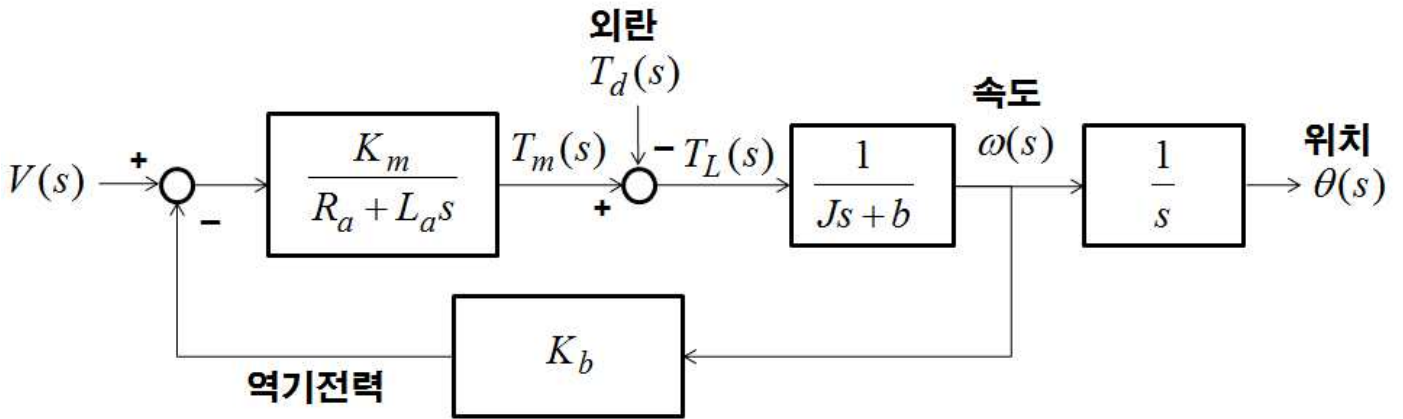 외란
T_d(s)
속도
ω(s)
위치
θ(s)
V(s)
+
−
K_m
R_a + L_a s
T_m(s)
+
−
T_L(s)
1
Js + b
1
s
K_b
역기전력